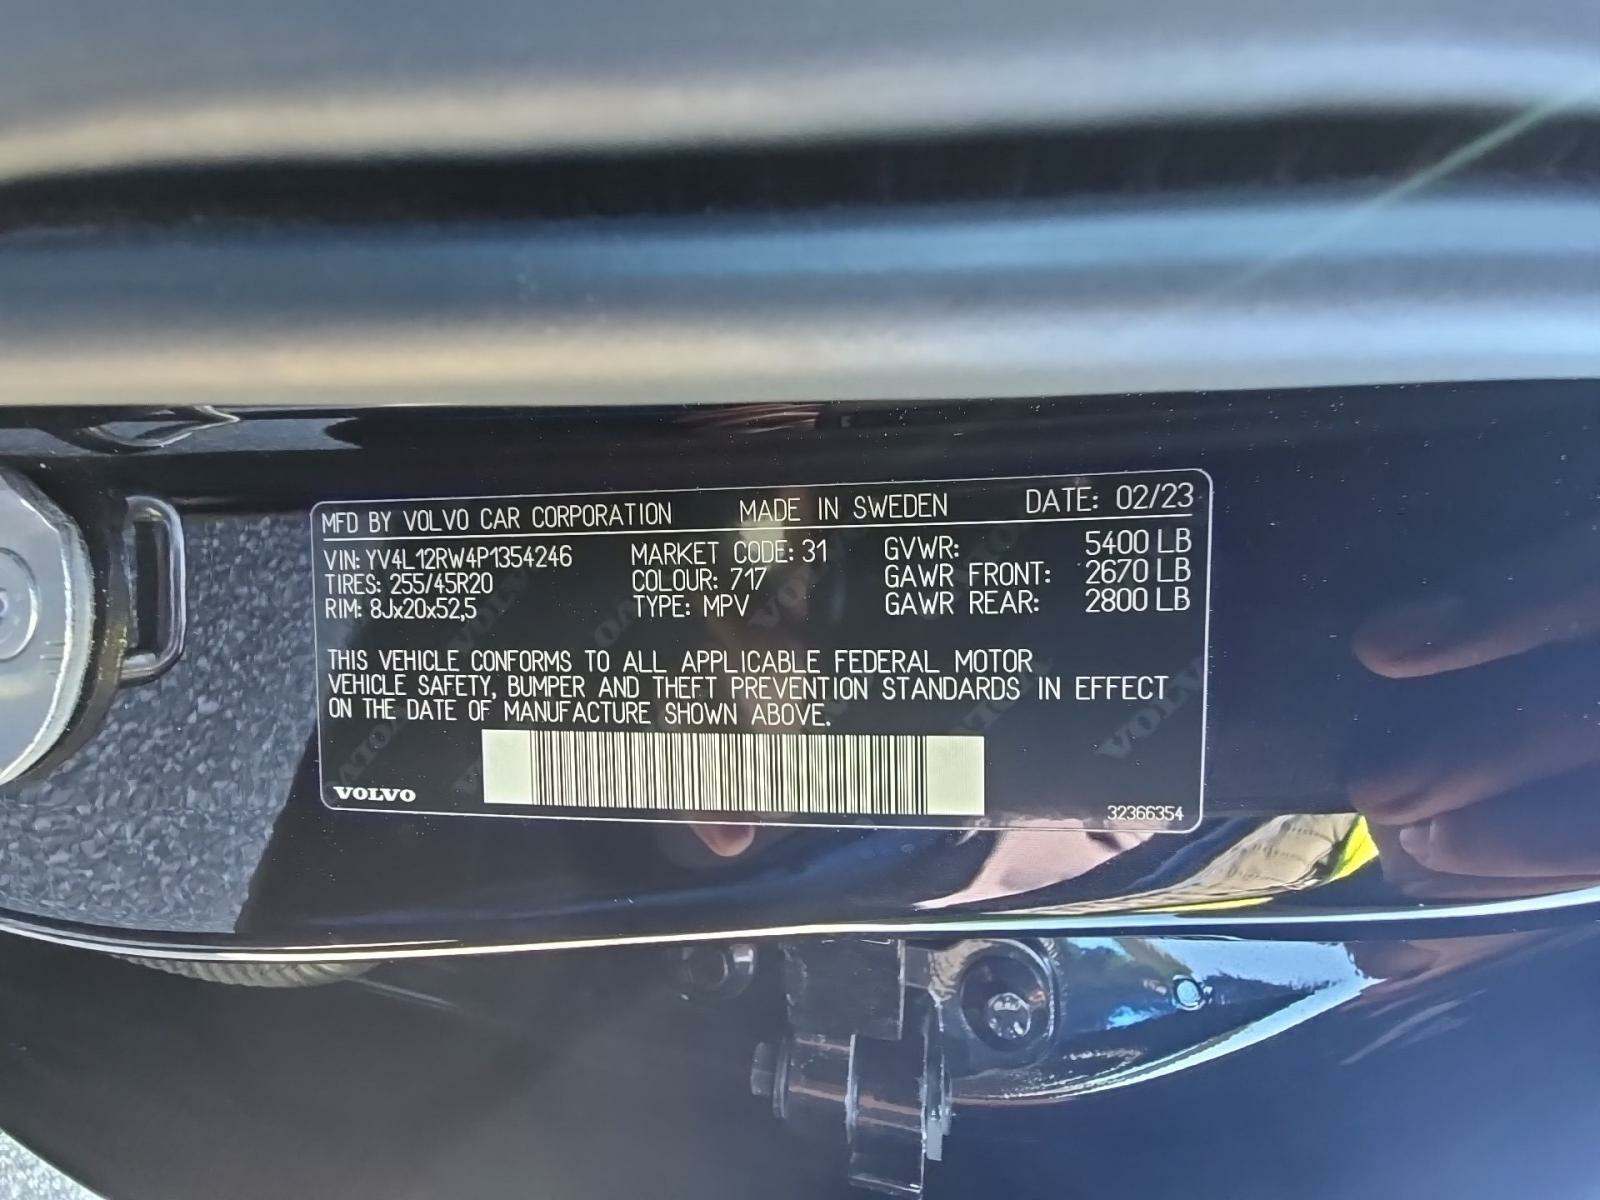 MFD BY VOLVO CAR CORPORATION MADE IN SWEDEN DATE: 02/23
VIN: YV4L12RW4P1354246 MARKET CODE: 31 GVWR: 5400 LB
TIRES: 255/45R20 COLOUR: 717 GAWR FRONT: 2670 LB
RIM: 8Jx20x52,5 TYPE: MPV GAWR REAR: 2800 LB
THIS VEHICLE CONFORMS TO ALL APPLICABLE FEDERAL MOTOR
VEHICLE SAFETY, BUMPER AND THEFT PREVENTION STANDARDS IN EFFECT
ON THE DATE OF MANUFACTURE SHOWN ABOVE.
VOLVO
32366354